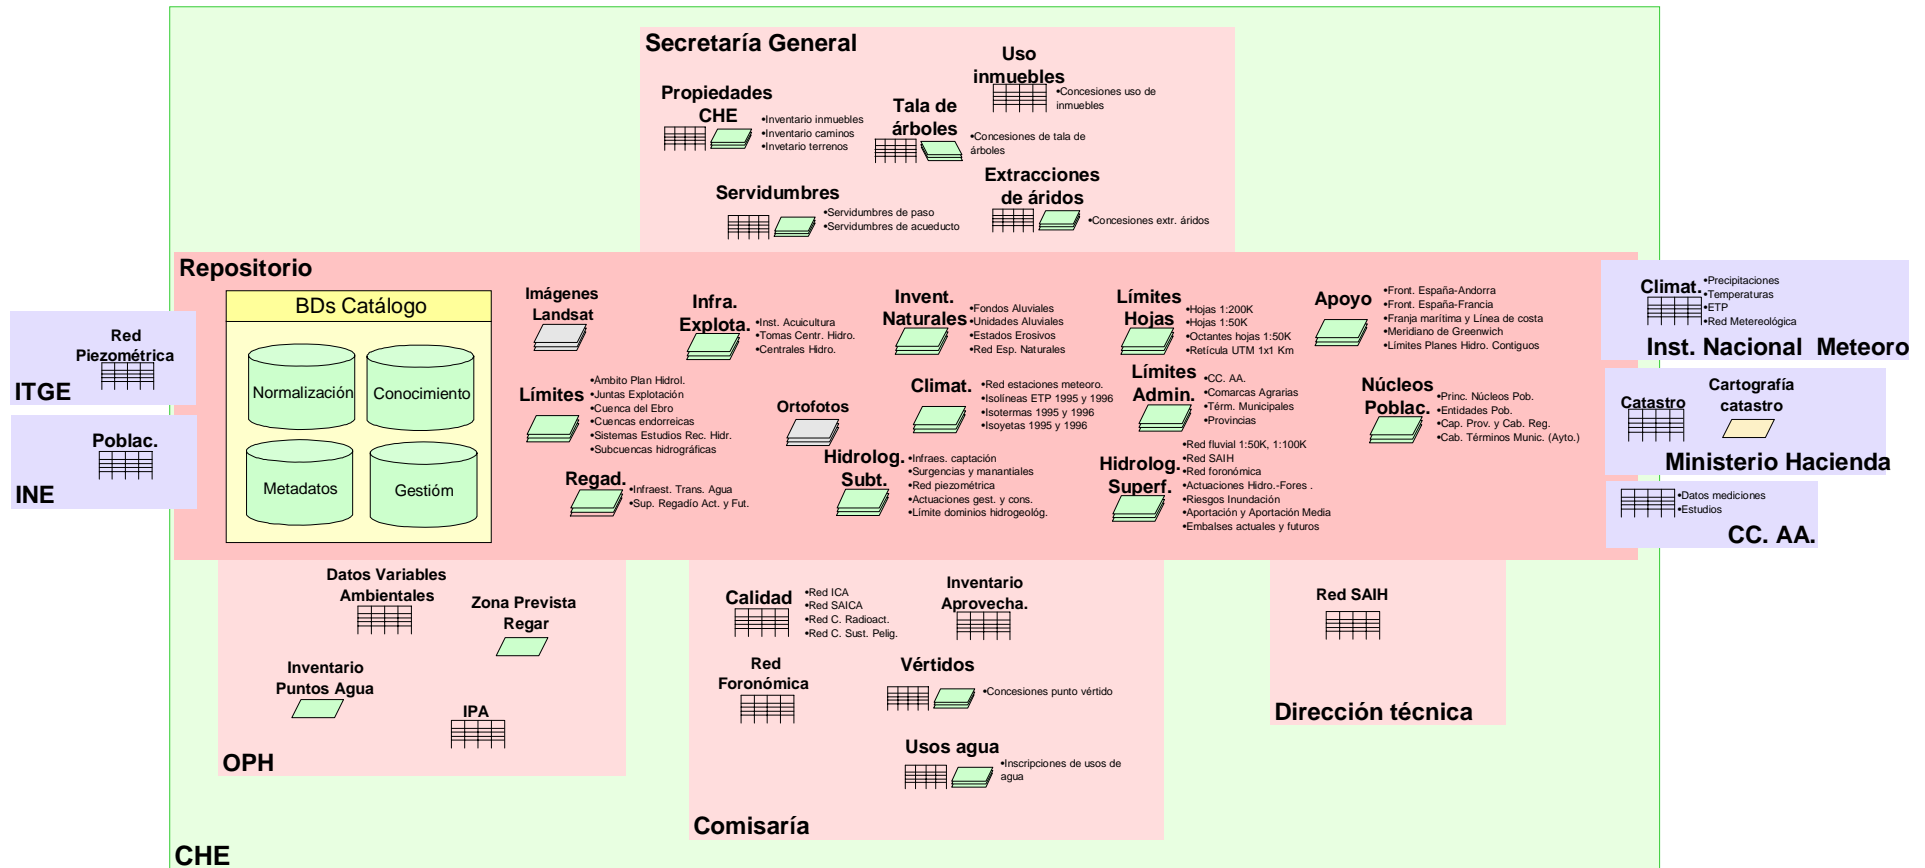 Secretaría General
Propiedades
CHE
•Inventario inmuebles
•Inventario caminos
•Invetario terrenos
Tala de
árboles
•Concesiones de tala de
árboles
Uso
inmuebles
•Concesiones uso de
inmuebles
Servidumbres
•Servidumbres de paso
•Servidumbres de acueducto
Extracciones
de áridos
•Concesiones extr. áridos
Repositorio
BDs Catálogo
Normalización
Conocimiento
Metadatos
Gestióm
Imágenes
Landsat
Infra.
Explota.
•Inst. Acuicultura
•Tomas Centr. Hidro.
•Centrales Hidro.
Invent.
Naturales
•Fondos Aluviales
•Unidades Aluviales
•Estados Erosivos
•Red Esp. Naturales
Límites
Hojas
•Hojas 1:200K
•Hojas 1:50K
•Octantes hojas 1:50K
•Retícula UTM 1x1 Km
Apoyo
•Front. España-Andorra
•Front. España-Francia
•Franja marítima y Línea de costa
•Meridiano de Greenwich
•Límites Planes Hidro. Contiguos
Límites
•Ambito Plan Hidrol.
•Juntas Explotación
•Cuenca del Ebro
•Cuencas endorreicas
•Sistemas Estudios Rec. Hidr.
•Subcuencas hidrográficas
Ortofotos
Climat.
•Red estaciones meteoro.
•Isolíneas ETP 1995 y 1996
•Isotermas 1995 y 1996
•Isoyetas 1995 y 1996
Límites
Admin.
•CC. AA.
•Comarcas Agrarias
•Térm. Municipales
•Provincias
Núcleos
Poblac.
•Princ. Núcleos Pob.
•Entidades Pob.
•Cap. Prov. y Cab. Reg.
•Cab. Términos Munic. (Ayto.)
Regad.
•Infraest. Trans. Agua
•Sup. Regadío Act. y Fut.
Hidrolog.
Subt.
•Infraes. captación
•Surgencias y manantiales
•Red piezométrica
•Actuaciones gest. y cons.
•Límite dominios hidrogeológ.
Hidrolog.
Superf.
•Red fluvial 1:50K, 1:100K
•Red SAIH
•Red foronómica
•Actuaciones Hidro.-Fores .
•Riesgos Inundación
•Aportación y Aportación Media
•Embalses actuales y futuros
Red
Piezométrica
ITGE
Poblac.
INE
Climat.
•Precipitaciones
•Temperaturas
•ETP
•Red Metereológica
Inst. Nacional Meteoro
Catastro
Cartografía
catastro
Ministerio Hacienda
•Datos mediciones
•Estudios
CC. AA.
Datos Variables
Ambientales
Zona Prevista
Regar
Inventario
Puntos Agua
IPA
OPH
Calidad
•Red ICA
•Red SAICA
•Red C. Radioact.
•Red C. Sust. Pelig.
Inventario
Aprovecha.
Red
Foronómica
Vértidos
•Concesiones punto vértido
Usos agua
•Inscripciones de usos de
agua
Comisaría
Red SAIH
Dirección técnica
CHE